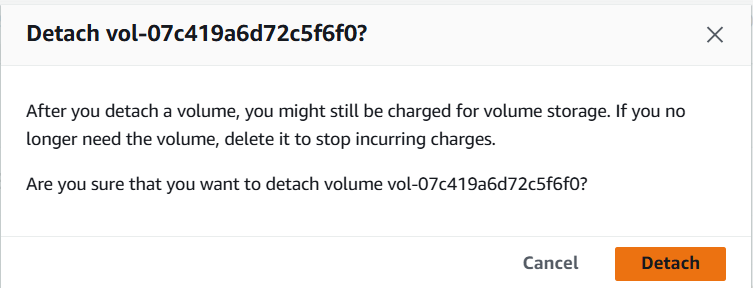 Detach vol-07c419a6d72c5f6f0?
After you detach a volume, you might still be charged for volume storage. If you no
longer need the volume, delete it to stop incurring charges.
Are you sure that you want to detach volume vol-07c419a6d72c5f6f0?
Cancel
Detach